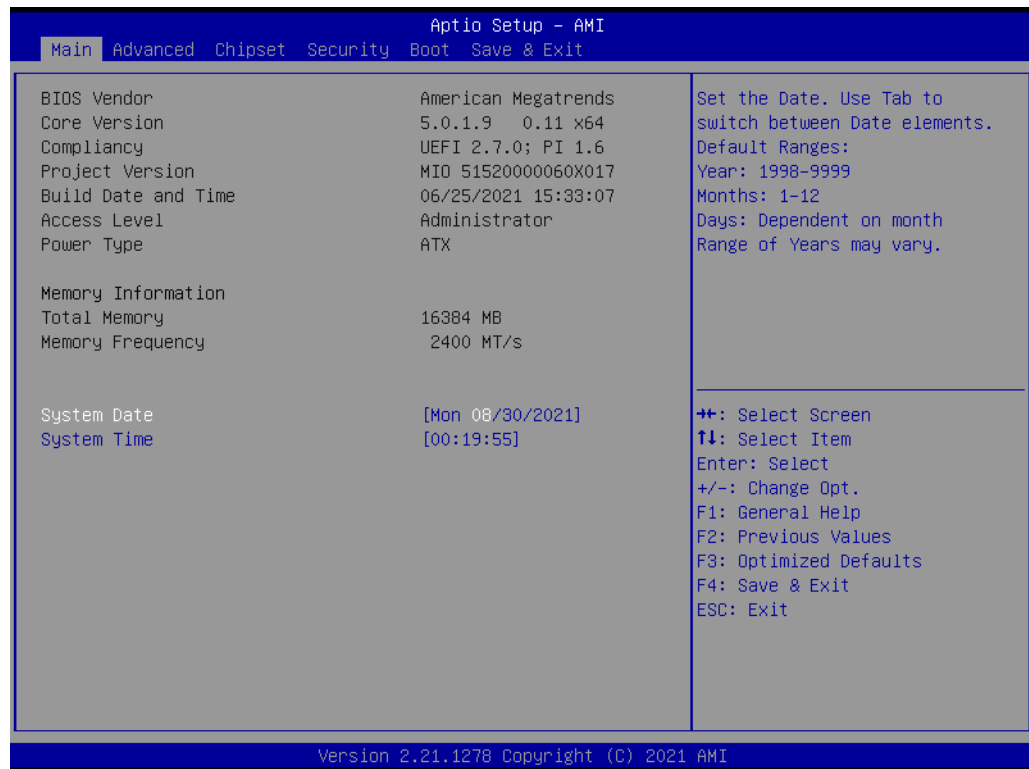 Aptio Setup – AMI
Main Advanced Chipset Security Boot Save & Exit
BIOS Vendor American Megatrends
Core Version 5.0.1.9 0.11 x64
Compliancy UEFI 2.7.0; PI 1.6
Project Version MIO 51520000060X017
Build Date and Time 06/25/2021 15:33:07
Access Level Administrator
Power Type ATX
Memory Information
Total Memory 16384 MB
Memory Frequency 2400 MT/s
System Date [Mon 08/30/2021]
System Time [00:19:55]
Set the Date. Use Tab to
switch between Date elements.
Default Ranges:
Year: 1998-9999
Months: 1-12
Days: Dependent on month
Range of Years may vary.
→←: Select Screen
↑↓: Select Item
Enter: Select
+/-: Change Opt.
F1: General Help
F2: Previous Values
F3: Optimized Defaults
F4: Save & Exit
ESC: Exit
Version 2.21.1278 Copyright (C) 2021 AMI